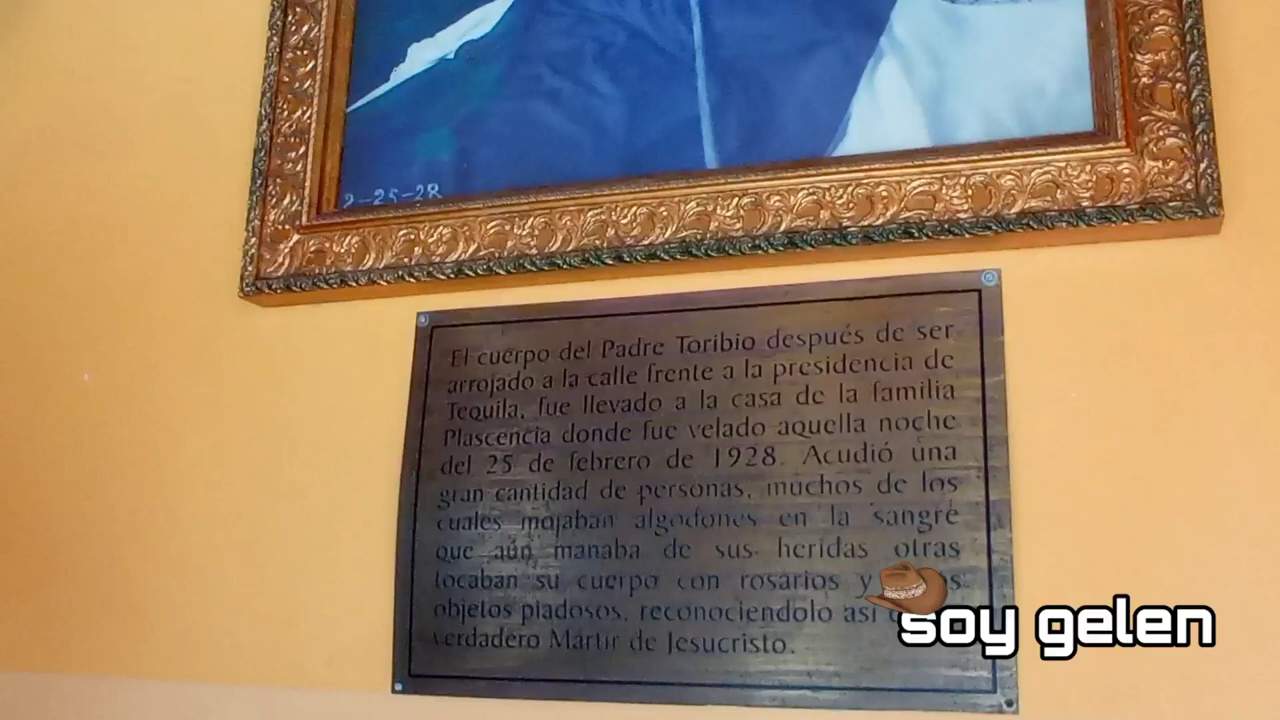 2-25-28
El cuerpo del Padre Toribio después de ser
arrojado a la calle frente a la presidencia de
Tequila, fue llevado a la casa de la familia
Plascencia donde fue velado aquella noche
del 25 de febrero de 1928. Acudió una
gran cantidad de personas, muchos de los
cuales mojaban algodones en la sangre
que aún manaba de sus heridas otras
tocaban su cuerpo con rosarios y
objetos piadosos, reconociendolo así
verdadero Mártir de Jesucristo.
soy gelen